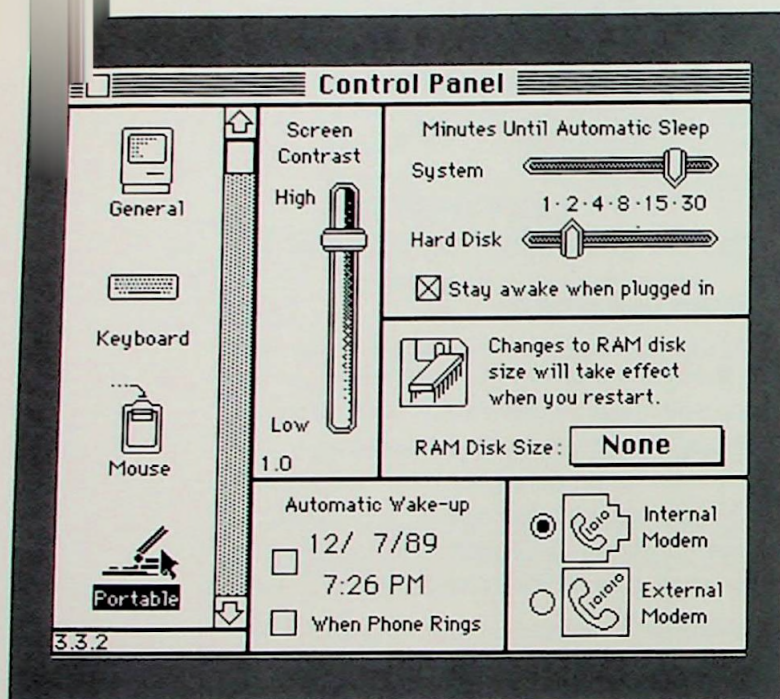 Control Panel
General
Keyboard
Mouse
Portable
3.3.2
Screen
Contrast
High
Low
1.0
Minutes Until Automatic Sleep
System
1·2·4·8·15·30
Hard Disk
Stay awake when plugged in
Changes to RAM disk
size will take effect
when you restart.
RAM Disk Size: None
Automatic Wake-up
12/ 7/89
7:26 PM
When Phone Rings
Internal
Modem
External
Modem